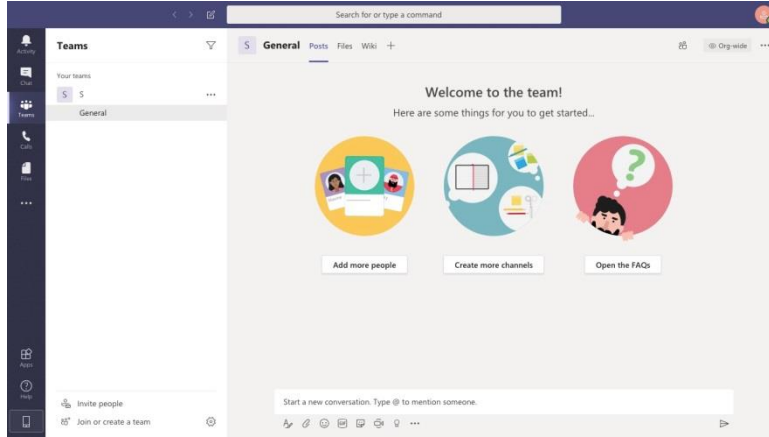 Search for or type a command
Activity
Chat
Teams
Calls
Files
Apps
Help
Teams
Your teams
S S
General
Invite people
Join or create a team
S General Posts Files Wiki +
Org-wide
Welcome to the team!
Here are some things for you to get started...
Add more people
Create more channels
Open the FAQs
Start a new conversation. Type @ to mention someone.
GIF